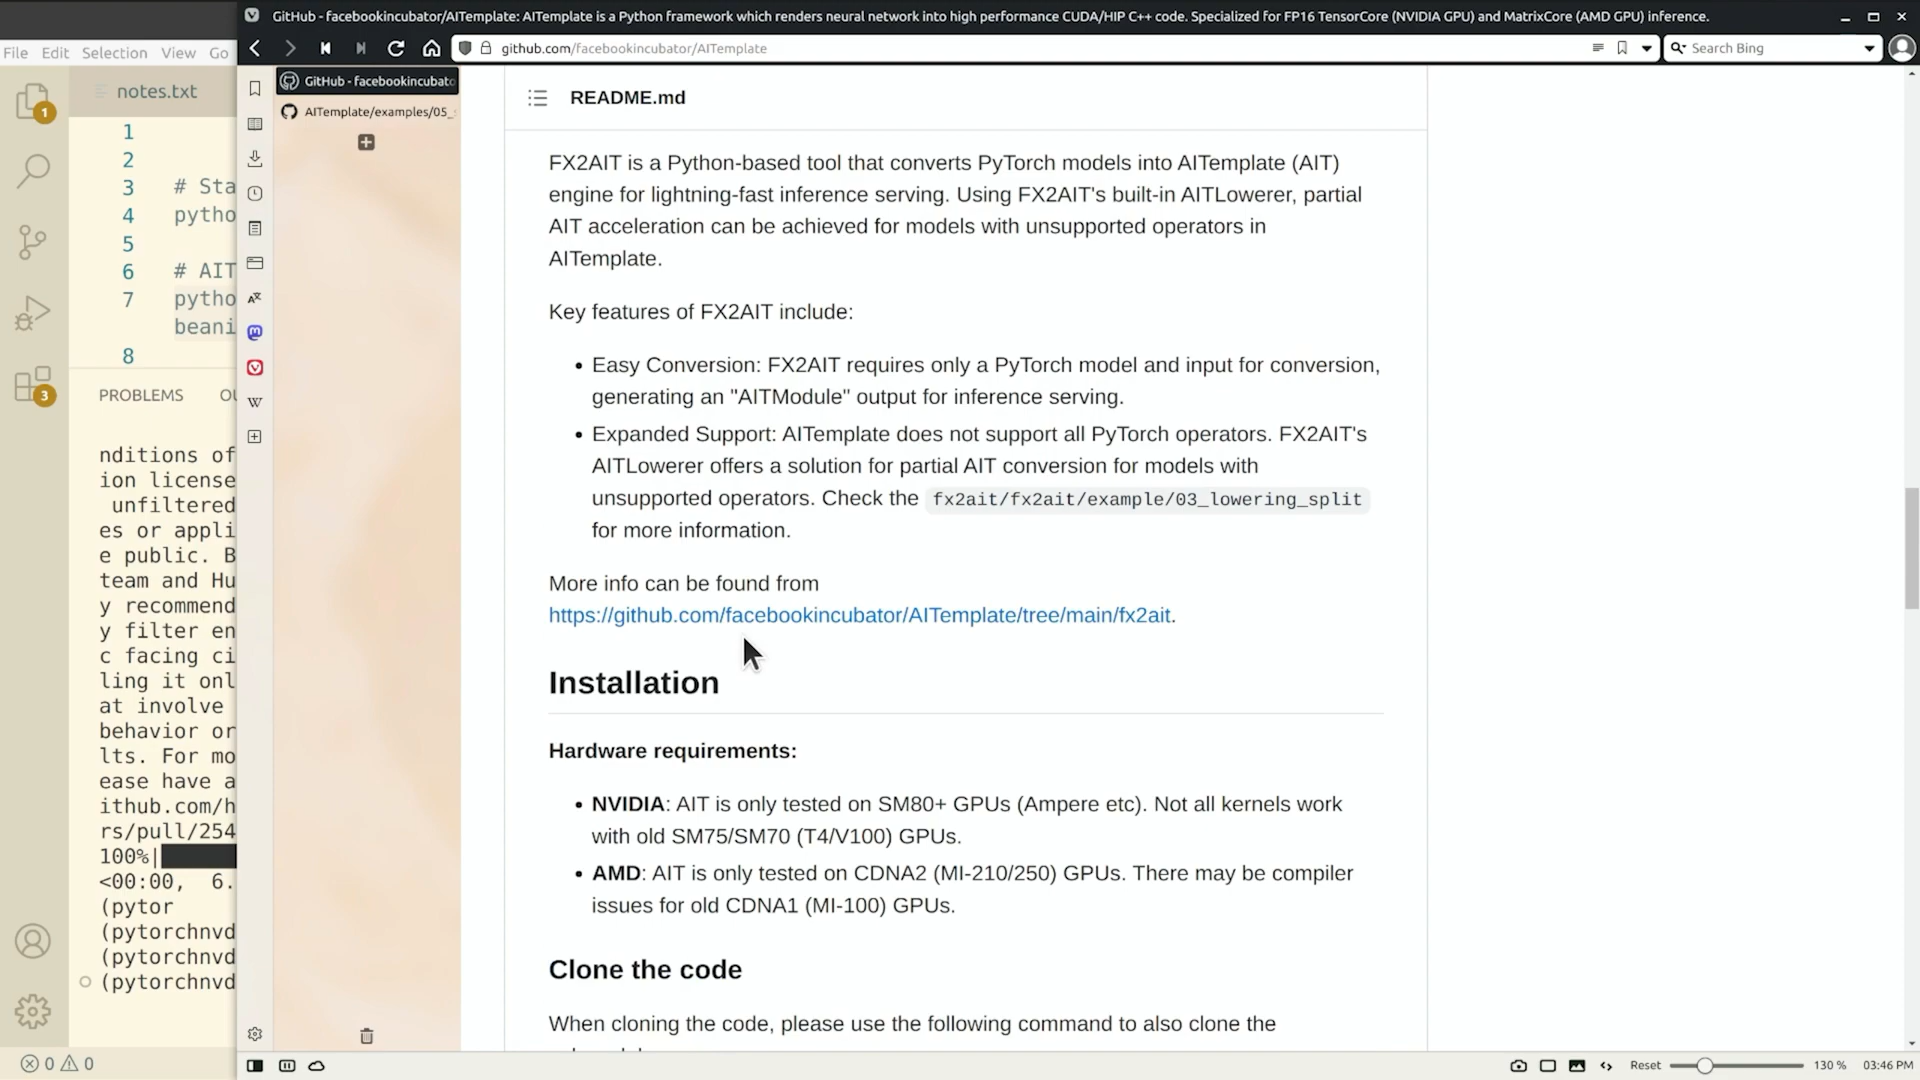 GitHub - facebookincubator/AITemplate: AITemplate is a Python framework which renders neural network into high performance CUDA/HIP C++ code. Specialized for FP16 TensorCore (NVIDIA GPU) and MatrixCore (AMD GPU) inference.
File Edit Selection View Go
github.com/facebookincubator/AITemplate
Search Bing
GitHub - facebookincubato
AITemplate/examples/05_
notes.txt
1
2
3 # Sta
4 pytho
5
6 # AIT
7 pytho
beani
8
1
3
PROBLEMS OU
nditions of
ion license
unfiltered
es or appli
e public. B
team and Hu
y recommend
y filter en
c facing ci
ling it onl
at involve
behavior or
lts. For mo
ease have a
ithub.com/h
rs/pull/254
100%|
<00:00, 6.
(pytor
(pytorchnvd
(pytorchnvd
(pytorchnvd
README.md
FX2AIT is a Python-based tool that converts PyTorch models into AITemplate (AIT)
engine for lightning-fast inference serving. Using FX2AIT's built-in AITLowerer, partial
AIT acceleration can be achieved for models with unsupported operators in
AITemplate.
Key features of FX2AIT include:
• Easy Conversion: FX2AIT requires only a PyTorch model and input for conversion,
generating an "AITModule" output for inference serving.
• Expanded Support: AITemplate does not support all PyTorch operators. FX2AIT's
AITLowerer offers a solution for partial AIT conversion for models with
unsupported operators. Check the fx2ait/fx2ait/example/03_lowering_split
for more information.
More info can be found from
https://github.com/facebookincubator/AITemplate/tree/main/fx2ait.
Installation
Hardware requirements:
• NVIDIA: AIT is only tested on SM80+ GPUs (Ampere etc). Not all kernels work
with old SM75/SM70 (T4/V100) GPUs.
• AMD: AIT is only tested on CDNA2 (MI-210/250) GPUs. There may be compiler
issues for old CDNA1 (MI-100) GPUs.
Clone the code
When cloning the code, please use the following command to also clone the
0 0
Reset 130 % 03:46 PM